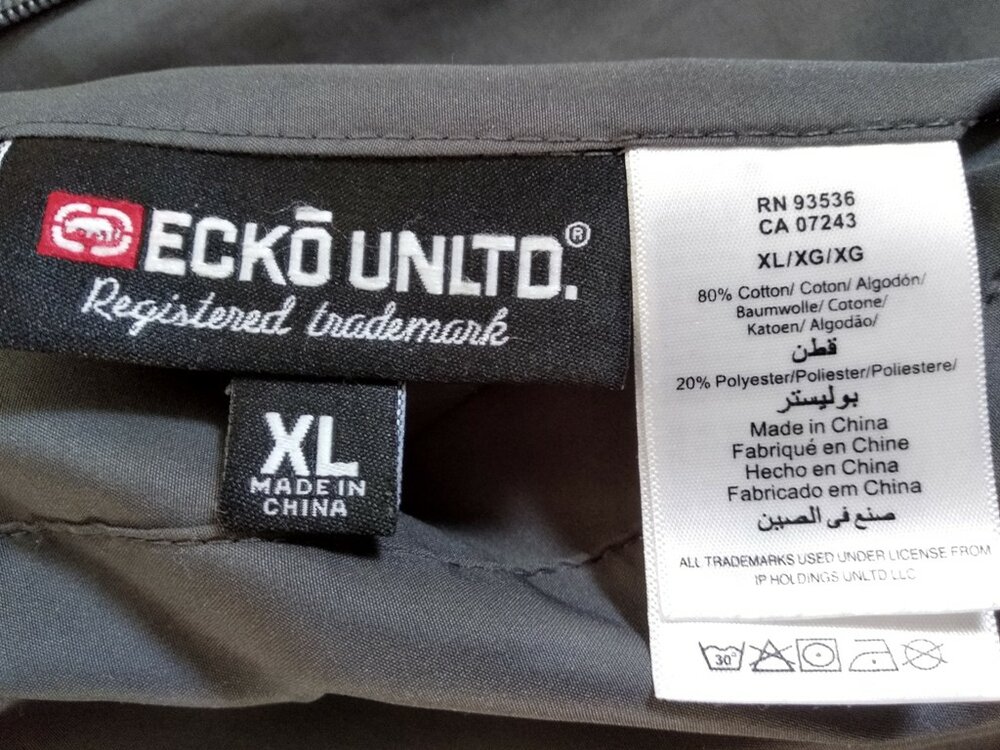 ECKŌ UNLTD.®
Registered trademark
XL
MADE IN
CHINA
RN 93536
CA 07243
XL/XG/XG
80% Cotton/ Coton/ Algodón/
Baumwolle/ Cotone/
Katoen/ Algodão/
قطن
20% Polyester/Poliester/Poliestere/
بوليستر
Made in China
Fabriqué en Chine
Hecho en China
Fabricado em China
صنع في الصين
ALL TRADEMARKS USED UNDER LICENSE FROM
IP HOLDINGS UNLTD LLC
30°